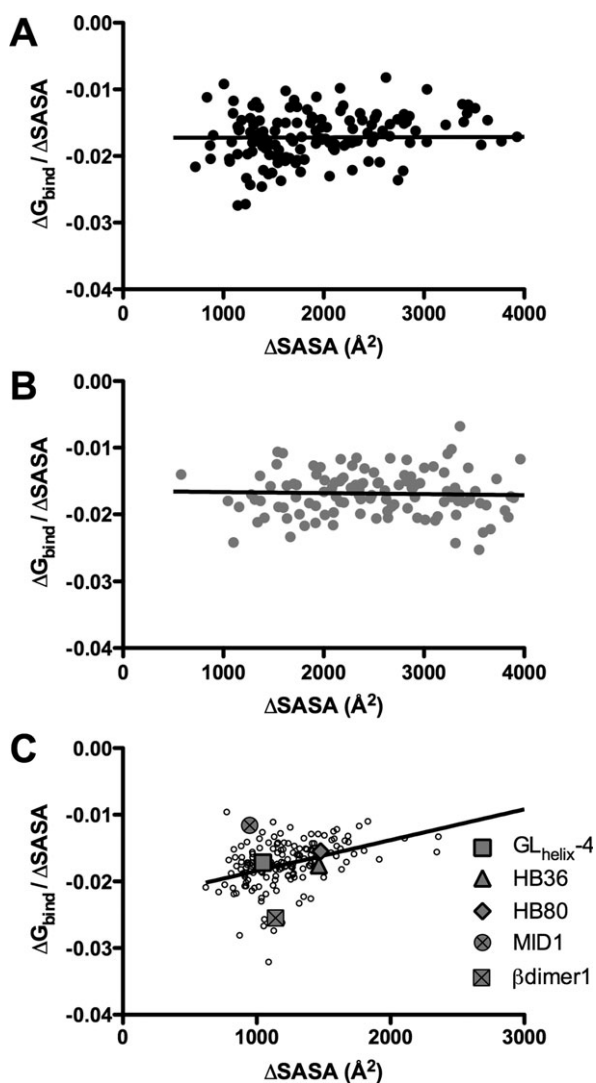 A
0.00
-0.01
-0.02
-0.03
-0.04
ΔG_bind / ΔSASA
0 1000 2000 3000 4000
ΔSASA (Å²)
B
0.00
-0.01
-0.02
-0.03
-0.04
ΔG_bind / ΔSASA
0 1000 2000 3000 4000
ΔSASA (Å²)
C
0.00
-0.01
-0.02
-0.03
-0.04
ΔG_bind / ΔSASA
GL_helix-4
HB36
HB80
MID1
βdimer1
0 1000 2000 3000
ΔSASA (Å²)